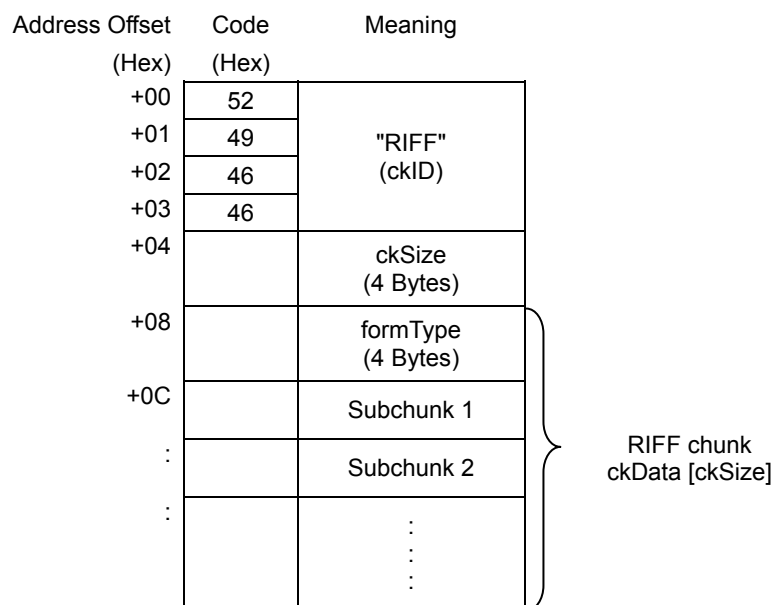 Address Offset Code Meaning
(Hex) (Hex)
+00 52
+01 49 "RIFF"
+02 46 (ckID)
+03 46
+04 ckSize
(4 Bytes)
+08 formType
(4 Bytes)
+0C Subchunk 1
: Subchunk 2 RIFF chunk
ckData [ckSize]
: :
:
: